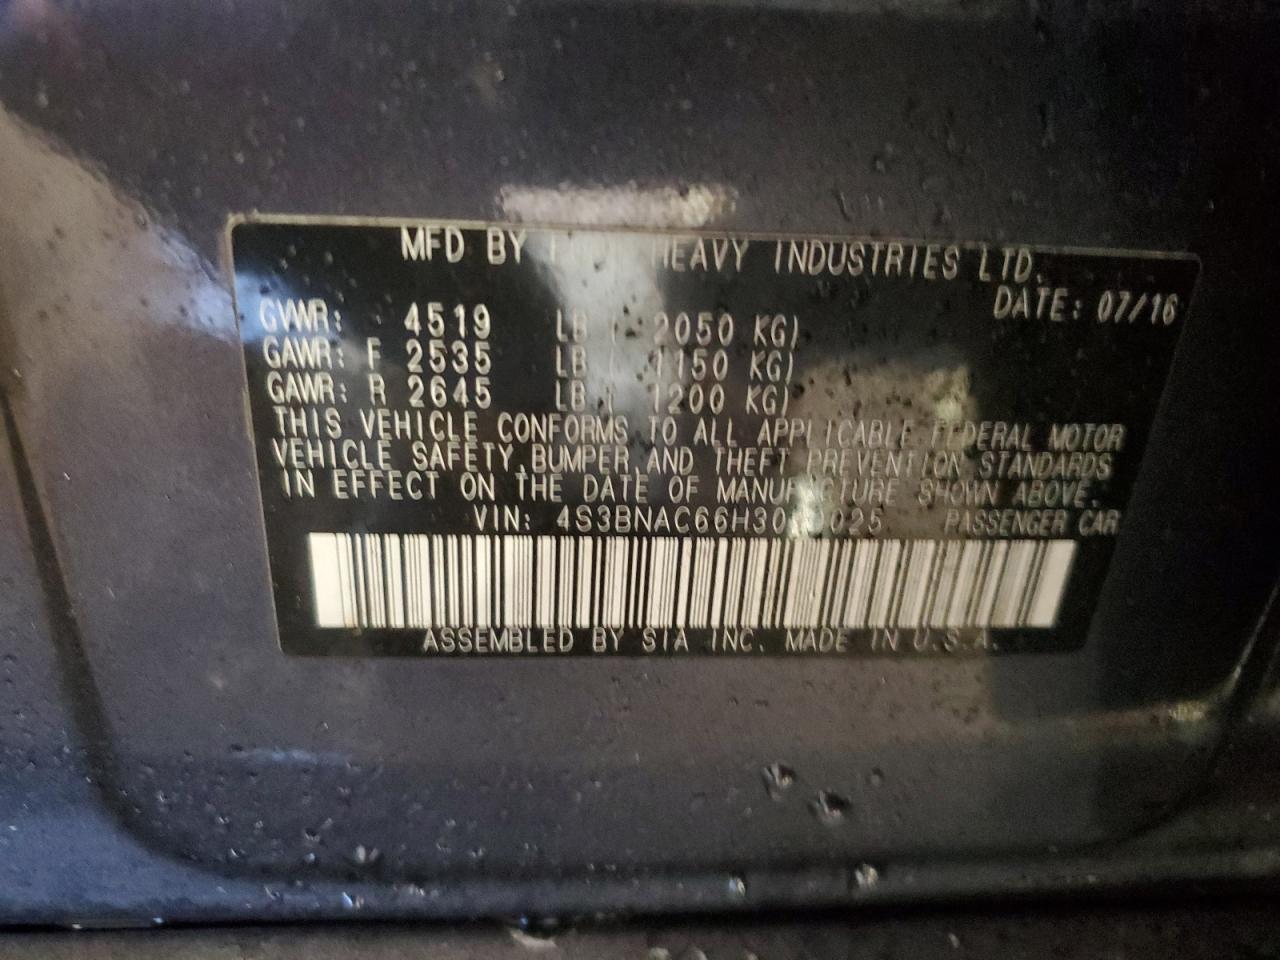 MFD BY HEAVY INDUSTRIES LTD.
DATE: 07/16
GVWR: 4519 LB ( 2050 KG)
GAWR: F 2535 LB ( 1150 KG)
GAWR: R 2645 LB ( 1200 KG)
THIS VEHICLE CONFORMS TO ALL APPLICABLE FEDERAL MOTOR
VEHICLE SAFETY, BUMPER, AND THEFT PREVENTION STANDARDS
IN EFFECT ON THE DATE OF MANUFACTURE SHOWN ABOVE.
VIN: PASSENGER CAR
ASSEMBLED BY SIA INC. MADE IN U.S.A.